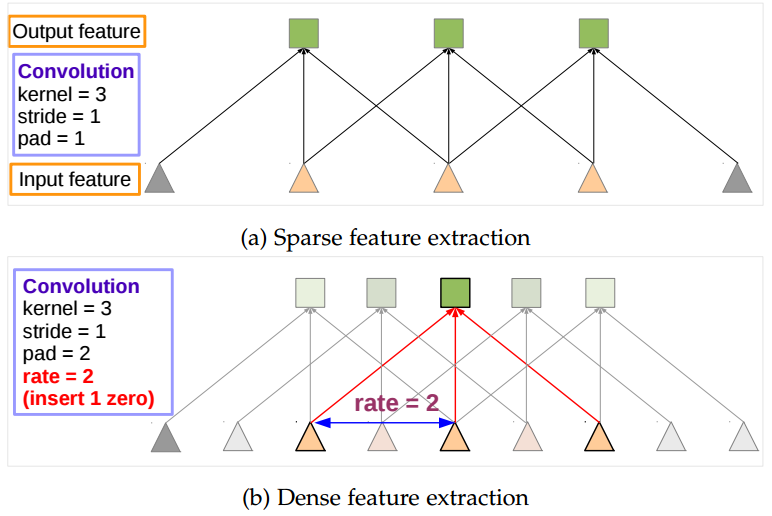 Output feature
Convolution
kernel = 3
stride = 1
pad = 1
Input feature
(a) Sparse feature extraction
Convolution
kernel = 3
stride = 1
pad = 2
rate = 2
(insert 1 zero)
rate = 2
(b) Dense feature extraction